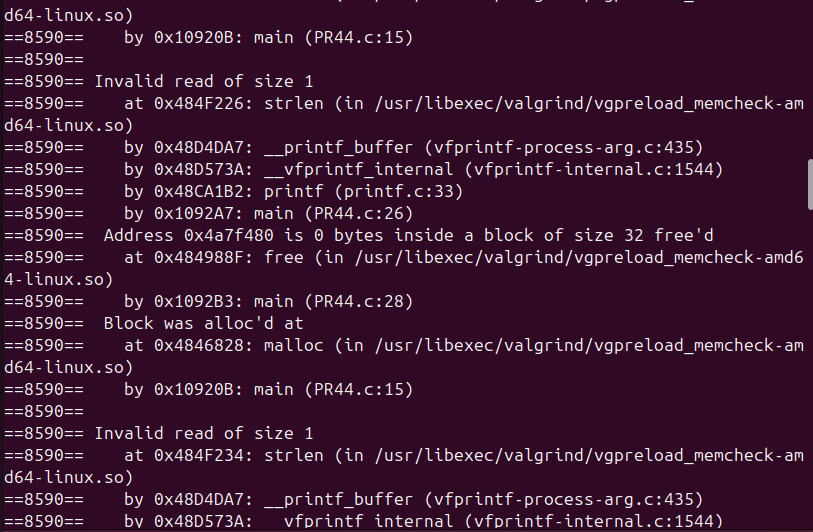 d64-linux.so)
==8590==    by 0x10920B: main (PR44.c:15)
==8590==
==8590== Invalid read of size 1
==8590==    at 0x484F226: strlen (in /usr/libexec/valgrind/vgpreload_memcheck-am
d64-linux.so)
==8590==    by 0x48D4DA7: __printf_buffer (vfprintf-process-arg.c:435)
==8590==    by 0x48D573A: __vfprintf_internal (vfprintf-internal.c:1544)
==8590==    by 0x48CA1B2: printf (printf.c:33)
==8590==    by 0x1092A7: main (PR44.c:26)
==8590==  Address 0x4a7f480 is 0 bytes inside a block of size 32 free'd
==8590==    at 0x484988F: free (in /usr/libexec/valgrind/vgpreload_memcheck-amd6
4-linux.so)
==8590==    by 0x1092B3: main (PR44.c:28)
==8590==  Block was alloc'd at
==8590==    at 0x4846828: malloc (in /usr/libexec/valgrind/vgpreload_memcheck-am
d64-linux.so)
==8590==    by 0x10920B: main (PR44.c:15)
==8590==
==8590== Invalid read of size 1
==8590==    at 0x484F234: strlen (in /usr/libexec/valgrind/vgpreload_memcheck-am
d64-linux.so)
==8590==    by 0x48D4DA7: __printf_buffer (vfprintf-process-arg.c:435)
==8590==    by 0x48D573A: __vfprintf_internal (vfprintf-internal.c:1544)